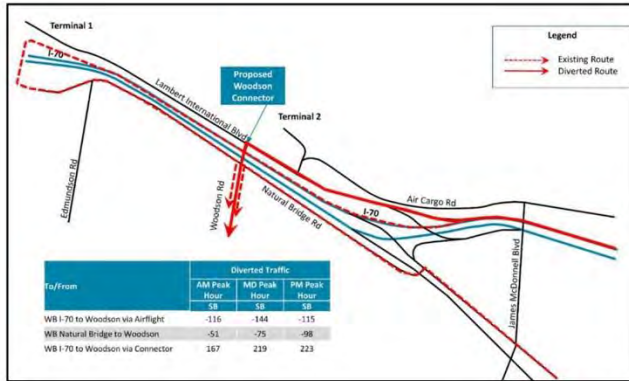 Terminal 1
I-70
Legend
Existing Route
Diverted Route
Proposed
Woodson
Connector
Lambert International Blvd
Terminal 2
Edmundson Rd
Woodson Rd
Natural Bridge Rd
I-70
Air Cargo Rd
James McDonnell Blvd
To/From Diverted Traffic
AM Peak Hour MD Peak Hour PM Peak Hour
SB SB SB
WB I-70 to Woodson via Airflight -116 -144 -115
WB Natural Bridge to Woodson -51 -75 -98
WB I-70 to Woodson via Connector 167 219 223